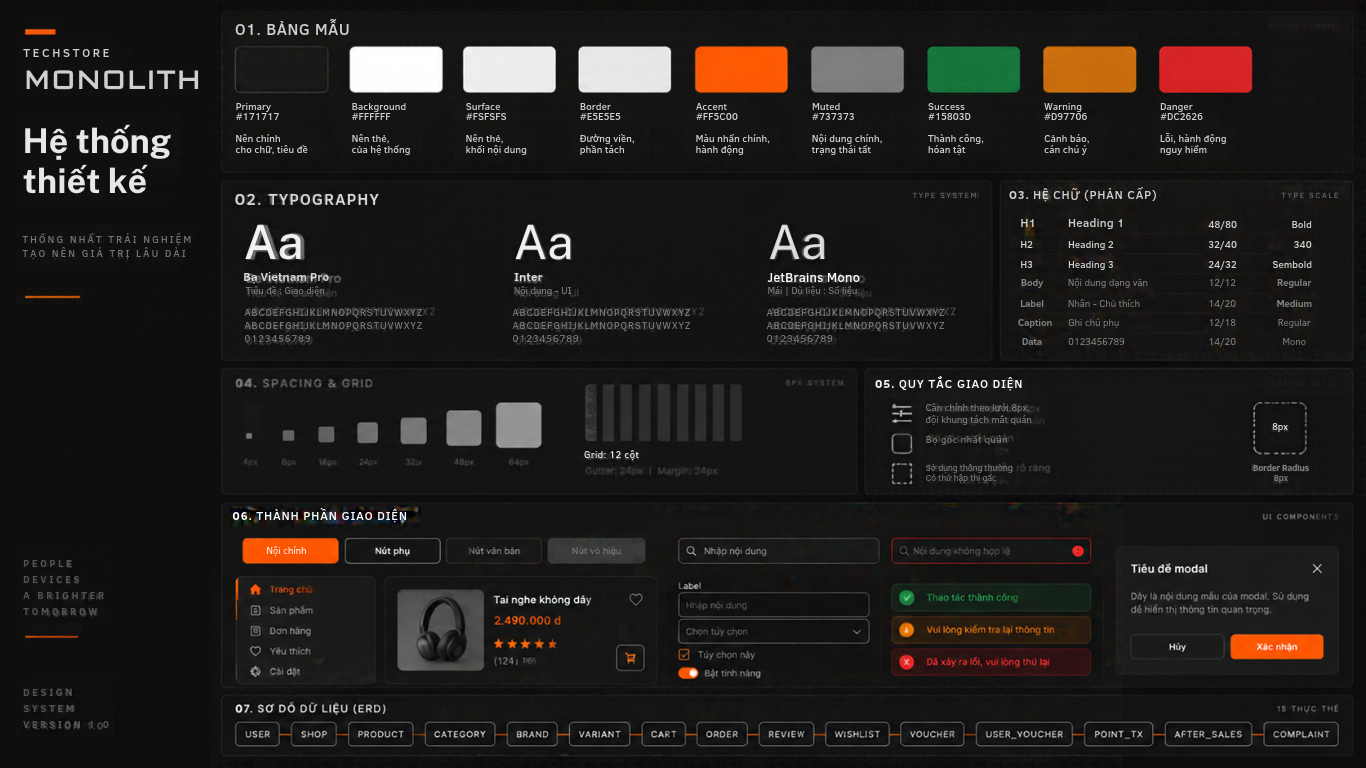 TECHSTORE
MONOLITH
Hệ thống
thiết kế
THỐNG NHẤT TRẢI NGHIỆM
TẠO NỀN GIÁ TRỊ LÂU DÀI
PEOPLE
DEVICES
A BRIGHTER
TOMORROW
DESIGN
SYSTEM
VERSION 1.0
01. BẢNG MẪU
Primary
#171717
Nên chính
cho chữ, tiêu đề
Background
#FFFFFF
Nên thẻ,
của hệ thống
Surface
#FSFSFS
Nên thẻ,
khối nội dung
Border
#E5E5E5
Đường viền,
phân tách
Accent
#FF5C00
Màu nhấn chính,
hành động
Muted
#737373
Nội dung chính,
trạng thái tất
Success
#15803D
Thành công,
hóan tật
Warning
#D97706
Cảnh báo,
cán chú ý
Danger
#DC2626
Lỗi, hành động
nguy hiểm
02. TYPOGRAPHY
TYPE SYSTEM
Aa
Be Vietnam Pro
Tiêu đề : Giao diện
ABCDEFGHIJKLMNOPQRSTUVWXYZ
ABCDEFGHIJKLMNOPQRSTUVWXYZ
0123456789
Aa
Inter
Nội dung - UI
ABCDEFGHIJKLMNOPQRSTUVWXYZ
ABCDEFGHIJKLMNOPQRSTUVWXYZ
0123456789
Aa
JetBrains Mono
Mái | Dù liệu : Số liệu
ABCDEFGHIJKLMNOPQRSTUVWXYZ
ABCDEFGHIJKLMNOPQRSTUVWXYZ
0123456789
03. HỆ CHỮ (PHẢN CẤP)
TYPE SCALE
H1 Heading 1 48/80 Bold
H2 Heading 2 32/40 340
H3 Heading 3 24/32 Sembold
Body Nội dung dạng văn 12/12 Regular
Label Nhãn - Chú thích 14/20 Medium
Caption Ghi chú phụ 12/18 Regular
Data 0123456789 14/20 Mono
04. SPACING & GRID
8PX SYSTEM
4px 8px 16px 24px 32px 48px 64px
Grid: 12 cột
Gutter: 24px | Margin: 24px
05. QUY TẮC GIAO DIỆN
Căn chỉnh theo lưới 8px,
đội khung tách mắt quán
Bo góc nhất quán
Sử dụng thông thường
Có thứ hập thị gấc
8px
Border Radius
8px
06. THÀNH PHẦN GIAO DIỆN
UI COMPONENTS
Nội chính
Nút phụ
Nút văn bản
Nút vô hiệu
Trang chủ
Sản phẩm
Đơn hàng
Yêu thích
Cài đặt
Tai nghe không dây
2.490.000 đ
(124)
Nhập nội dung
Nội dung không hợp lệ
Label
Nhập nội dung
Chọn tùy chọn
Tùy chọn này
Bật tính năng
Thao tác thành công
Vui lòng kiểm tra lại thông tin
Đã xảy ra lỗi, vui lòng thử lại
Tiêu đề modal
Đây là nội dung mẫu của modal. Sử dụng
để hiển thị thông tin quan trọng.
Hủy
Xác nhận
07. SƠ ĐỒ DỮ LIỆU (ERD)
15 THỰC THỂ
USER SHOP PRODUCT CATEGORY BRAND VARIANT CART ORDER REVIEW WISHLIST VOUCHER USER_VOUCHER POINT_TX AFTER_SALES COMPLAINT